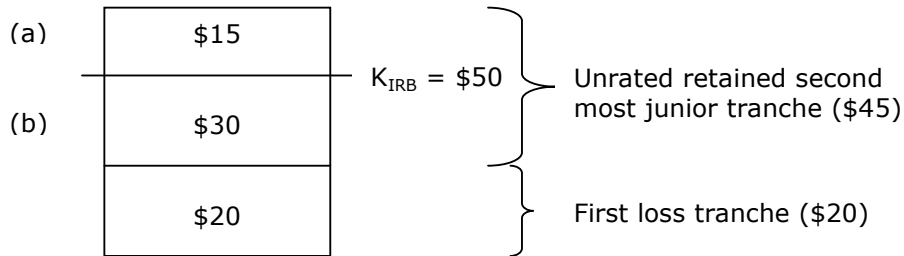 (a)
$15
K_IRB = $50
Unrated retained second
most junior tranche ($45)
(b)
$30
$20
First loss tranche ($20)